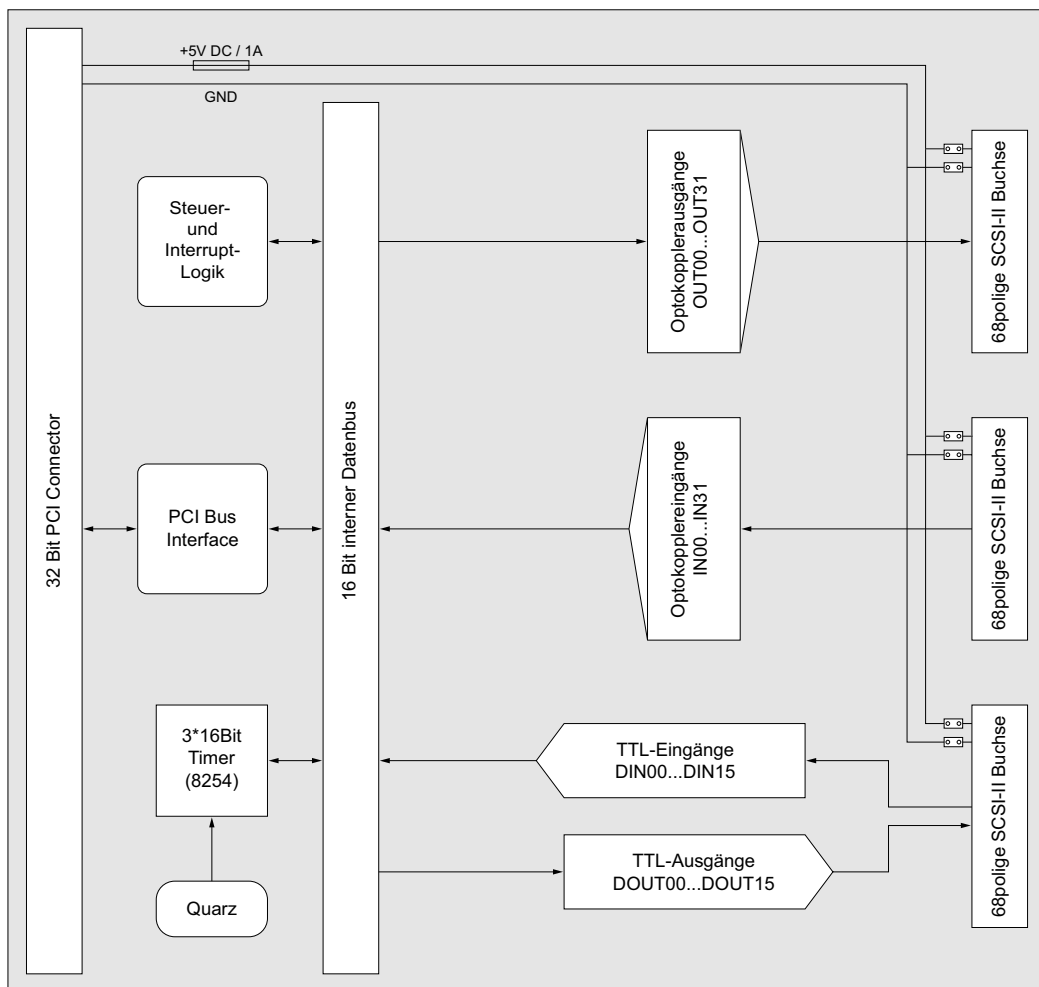 +5V DC / 1A
GND
32 Bit PCI Connector
Steuer-
und
Interrupt-
Logik
PCI Bus
Interface
3*16Bit
Timer
(8254)
Quarz
16 Bit interner Datenbus
Optokopplerausgänge
OUT00...OUT31
Optokopplereingänge
IN00...IN31
TTL-Eingänge
DIN00...DIN15
TTL-Ausgänge
DOUT00...DOUT15
68polige SCSI-II Buchse
68polige SCSI-II Buchse
68polige SCSI-II Buchse